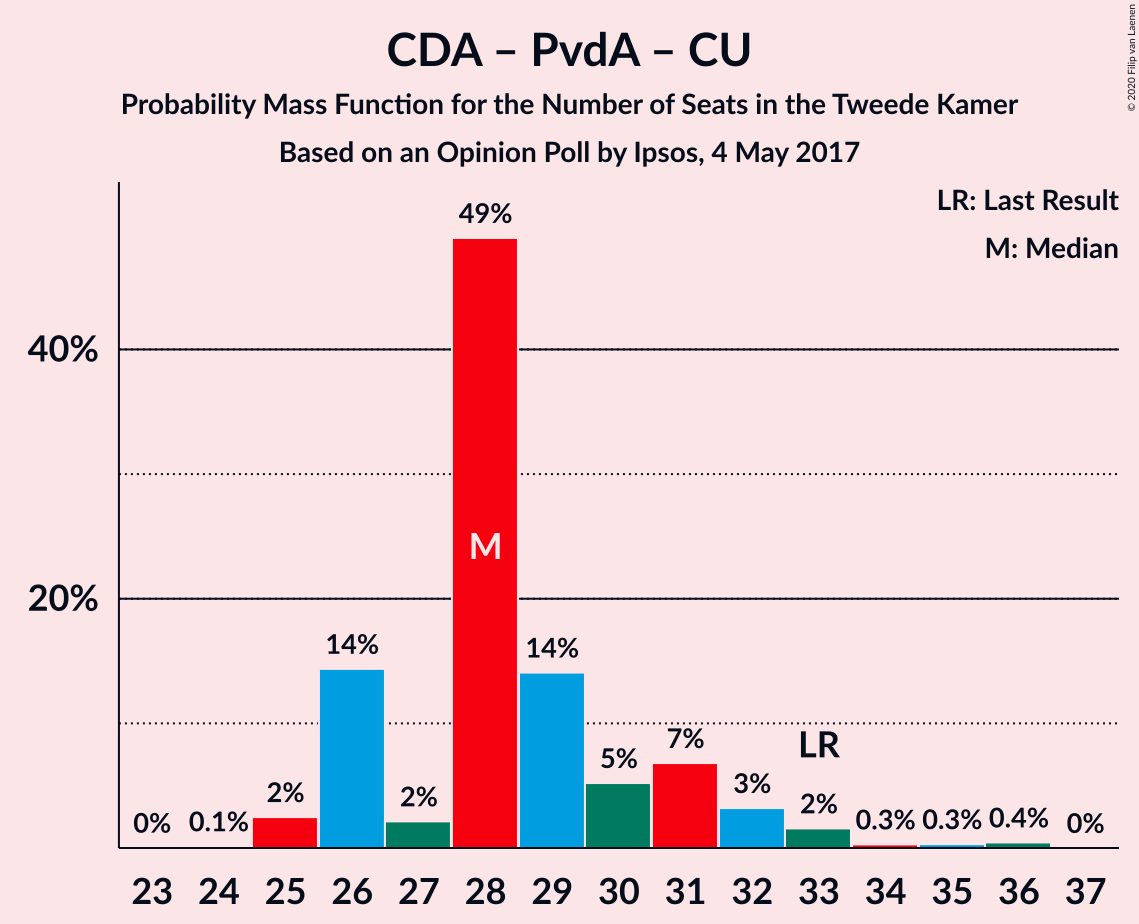 CDA – PvdA – CU
Probability Mass Function for the Number of Seats in the Tweede Kamer
Based on an Opinion Poll by Ipsos, 4 May 2017
© 2020 Filip van Laenen
LR: Last Result
M: Median
40%
20%
0%
0.1%
2%
14%
2%
49%
M
14%
5%
7%
3%
LR
2%
0.3%
0.3%
0.4%
0%
23 24 25 26 27 28 29 30 31 32 33 34 35 36 37